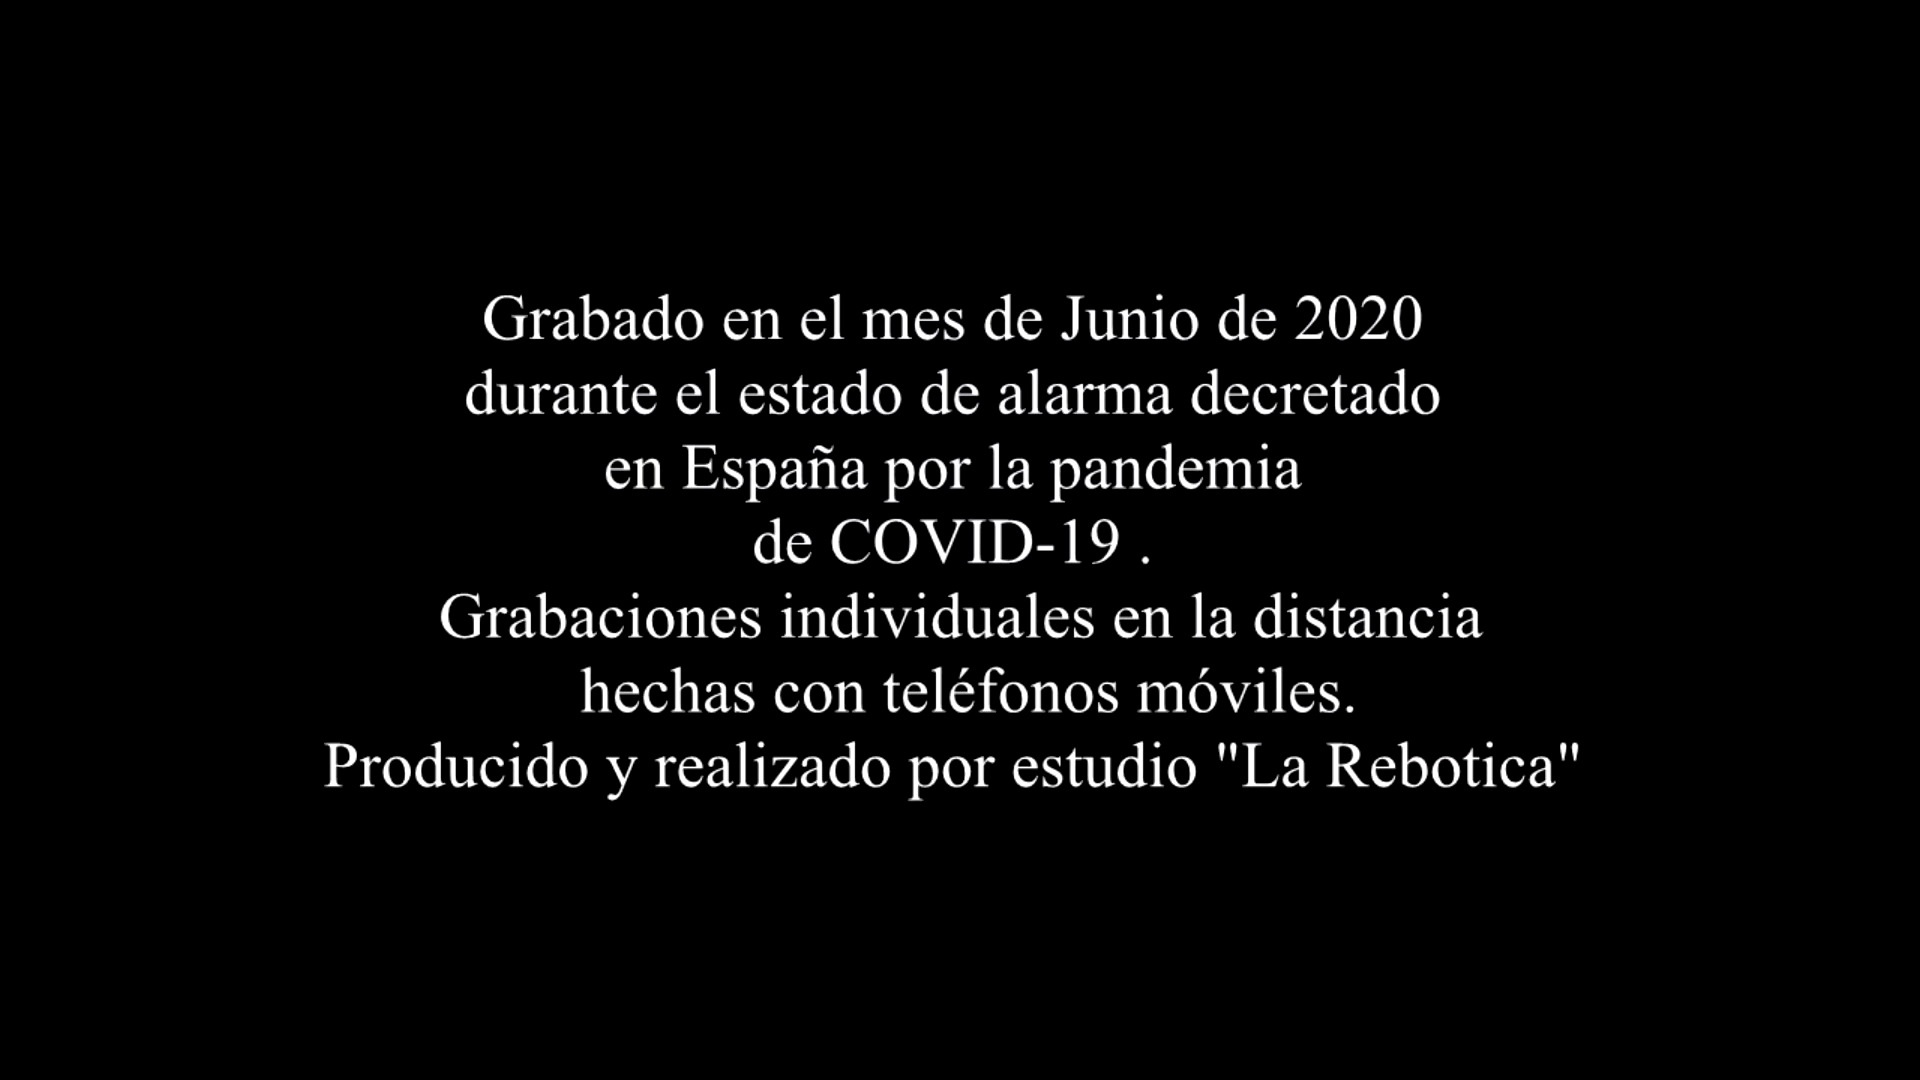 Grabado en el mes de Junio de 2020
durante el estado de alarma decretado
en España por la pandemia
de COVID-19 .
Grabaciones individuales en la distancia
hechas con teléfonos móviles.
Producido y realizado por estudio "La Rebotica"